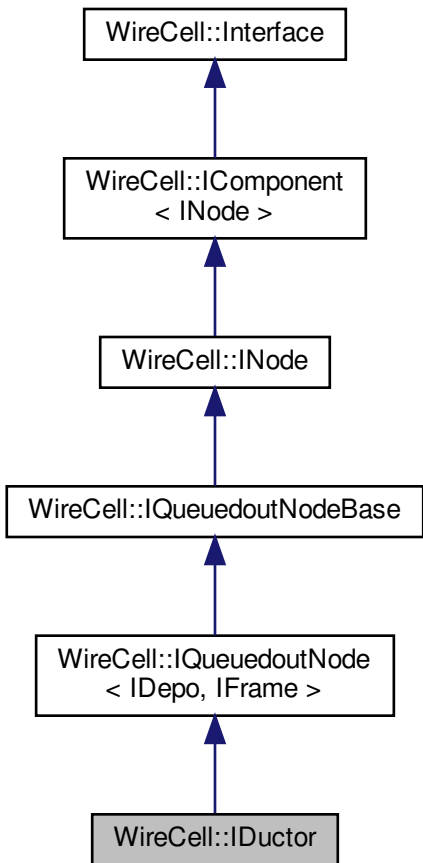 WireCell::Interface
WireCell::IComponent
< INode >
WireCell::INode
WireCell::IQueuedoutNodeBase
WireCell::IQueuedoutNode
< IDepo, IFrame >
WireCell::IDuctor